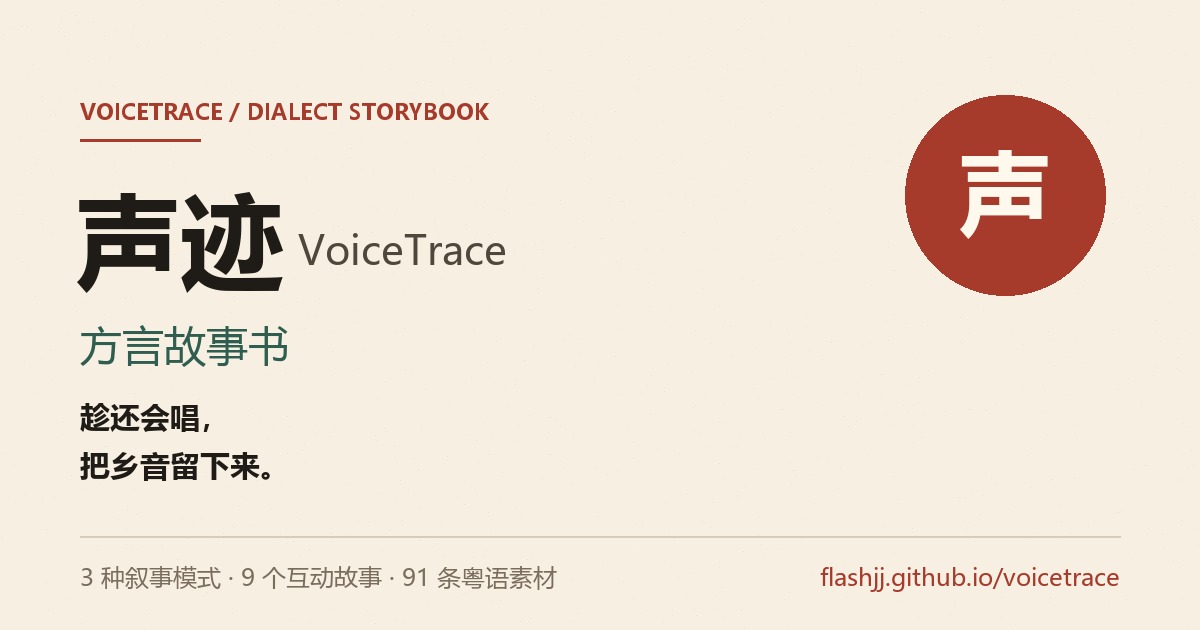 VOICETRACE / DIALECT STORYBOOK
声
声迹 VoiceTrace
方言故事书
趁还会唱，
把乡音留下来。
3 种叙事模式 · 9 个互动故事 · 91 条粤语素材
flashjj.github.io/voicetrace